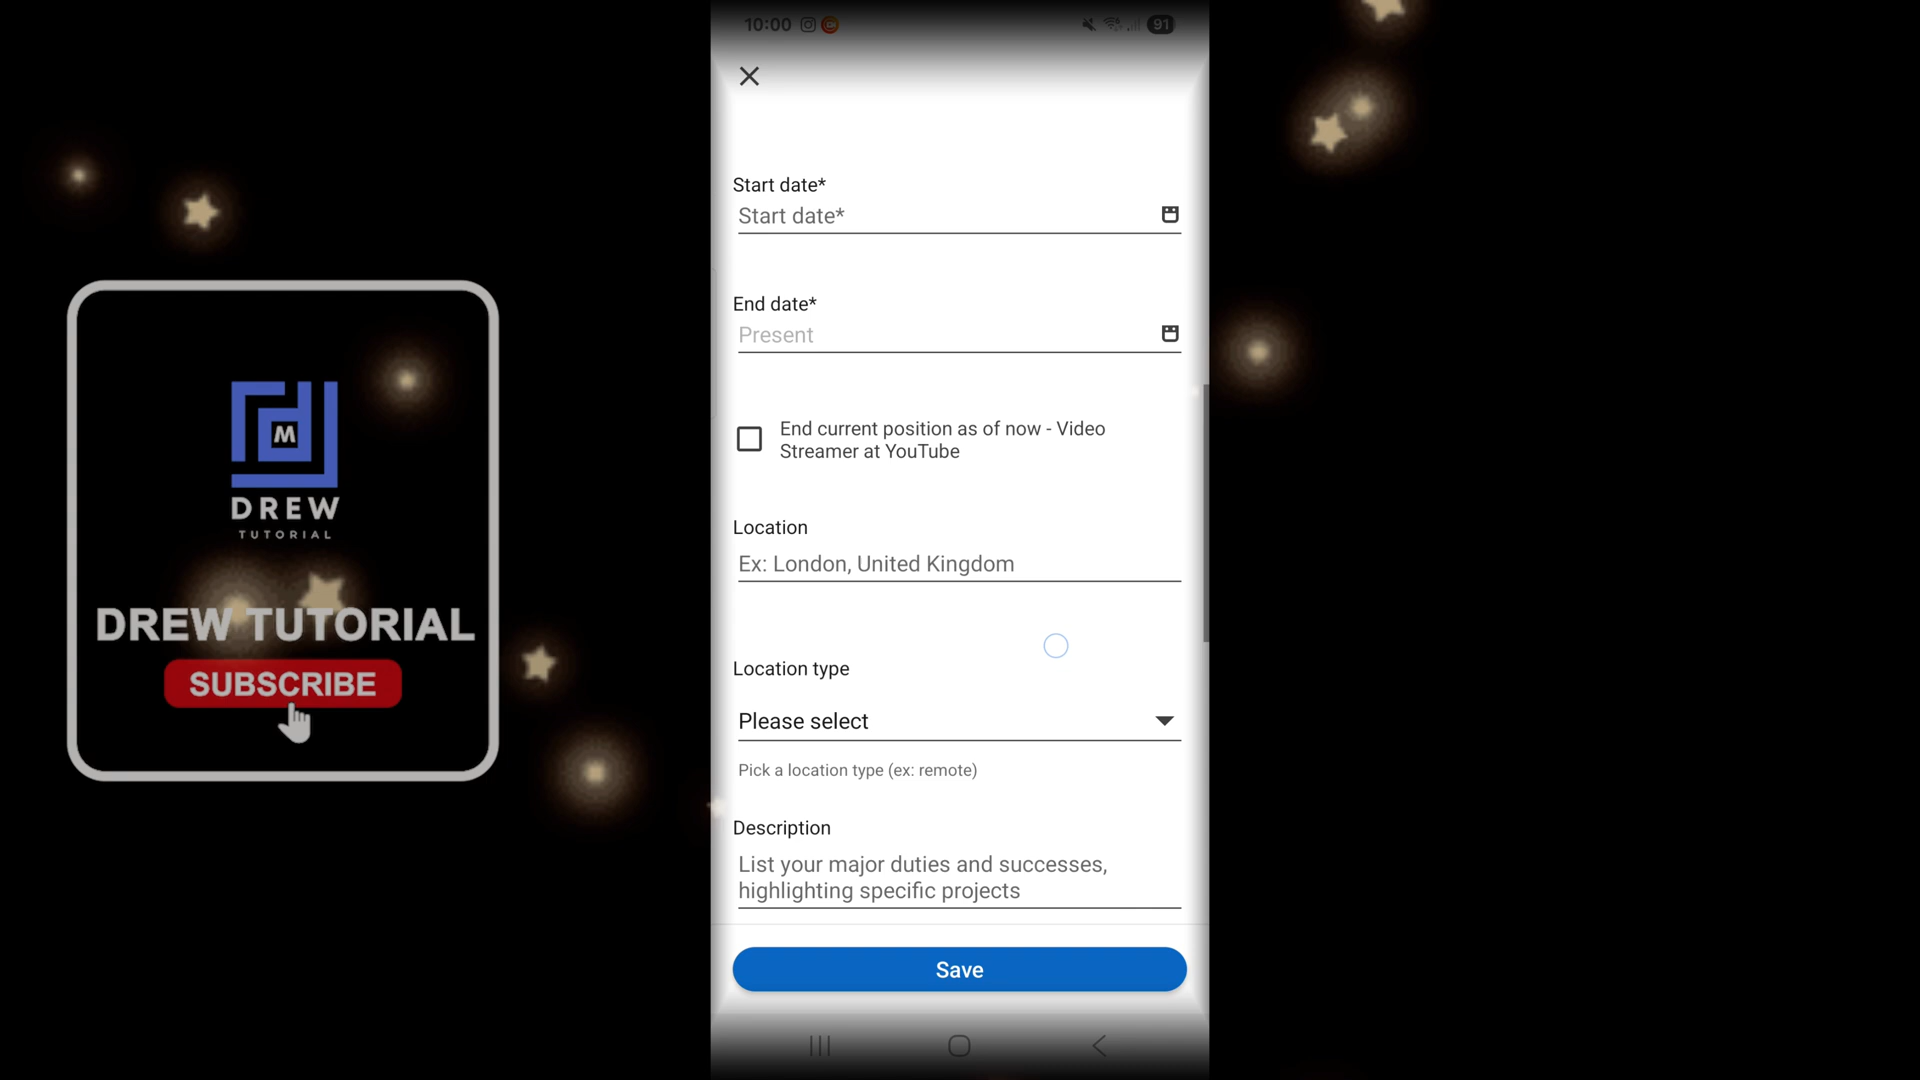 10:00
91
Start date*
Start date*
End date*
Present
End current position as of now - Video
Streamer at YouTube
Location
Ex: London, United Kingdom
Location type
Please select
Pick a location type (ex: remote)
Description
List your major duties and successes,
highlighting specific projects
Save
M
DREW
TUTORIAL
DREW TUTORIAL
SUBSCRIBE